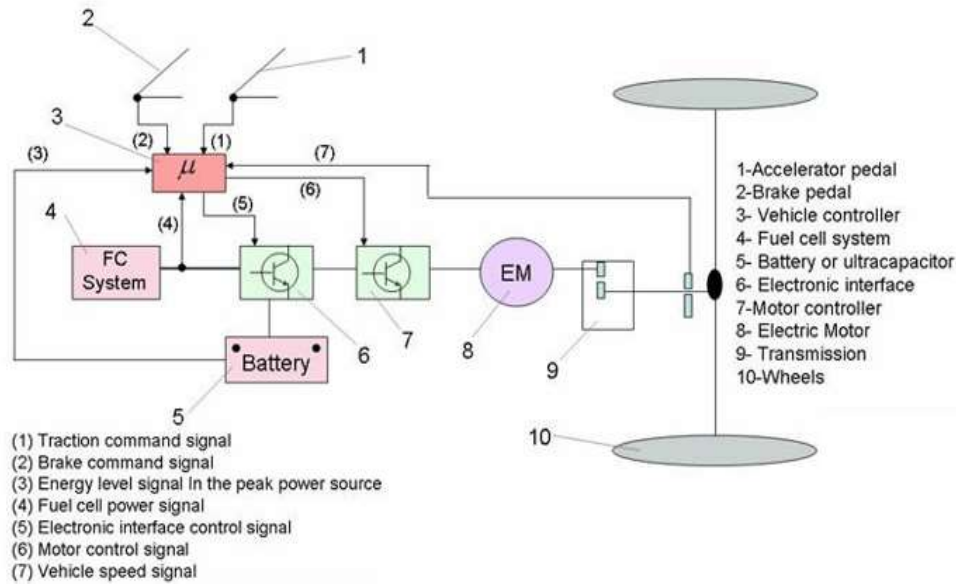 2
1
3
(3)
(2)
(1)
(7)
μ
(6)
4
(4)
(5)
FC
System
EM
Battery
6
7
8
9
5
10
1-Accelerator pedal
2-Brake pedal
3- Vehicle controller
4- Fuel cell system
5- Battery or ultracapacitor
6- Electronic interface
7-Motor controller
8- Electric Motor
9- Transmission
10-Wheels
(1) Traction command signal
(2) Brake command signal
(3) Energy level signal In the peak power source
(4) Fuel cell power signal
(5) Electronic interface control signal
(6) Motor control signal
(7) Vehicle speed signal